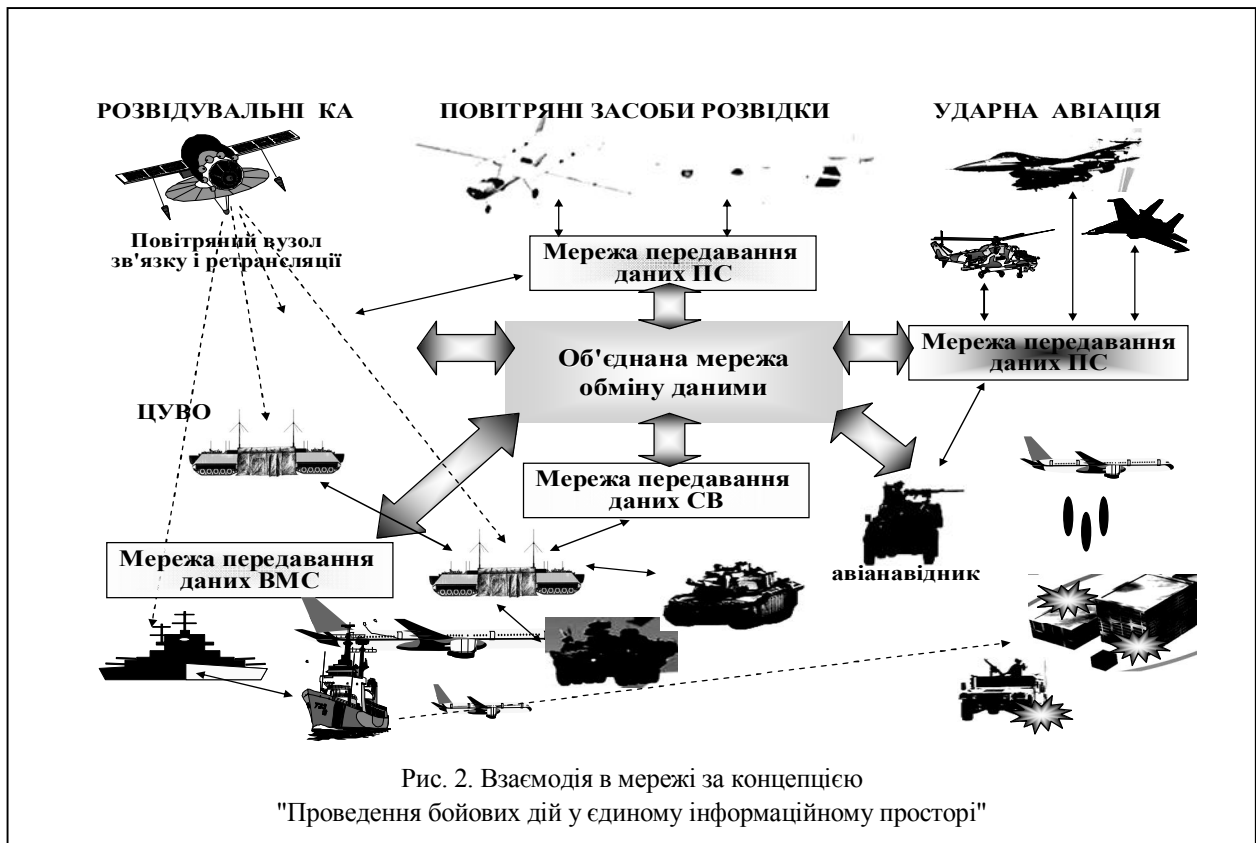 РОЗВІДУВАЛЬНІ КА
ПОВІТРЯНІ ЗАСОБИ РОЗВІДКИ
УДАРНА АВІАЦІЯ
Повітряний вузол
зв'язку і ретрансляції
Мережа передавання
даних ПС
Об'єднана мережа
обміну даними
Мережа передавання
даних ПС
ЦУВО
Мережа передавання
даних СВ
авіанавідник
Мережа передавання
даних ВМС
Рис. 2. Взаємодія в мережі за концепцією
"Проведення бойових дій у єдиному інформаційному просторі"